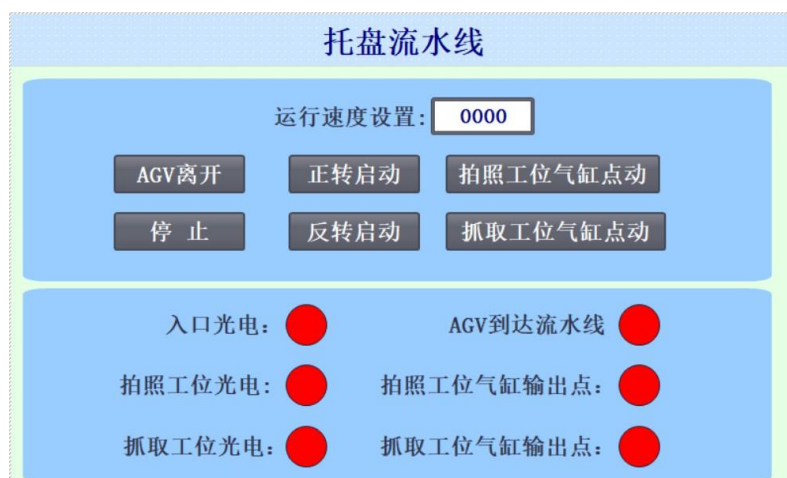 托盘流水线
运行速度设置: 0000
AGV离开 正转启动 拍照工位气缸点动
停 止 反转启动 抓取工位气缸点动
入口光电: AGV到达流水线
拍照工位光电: 拍照工位气缸输出点:
抓取工位光电: 抓取工位气缸输出点: